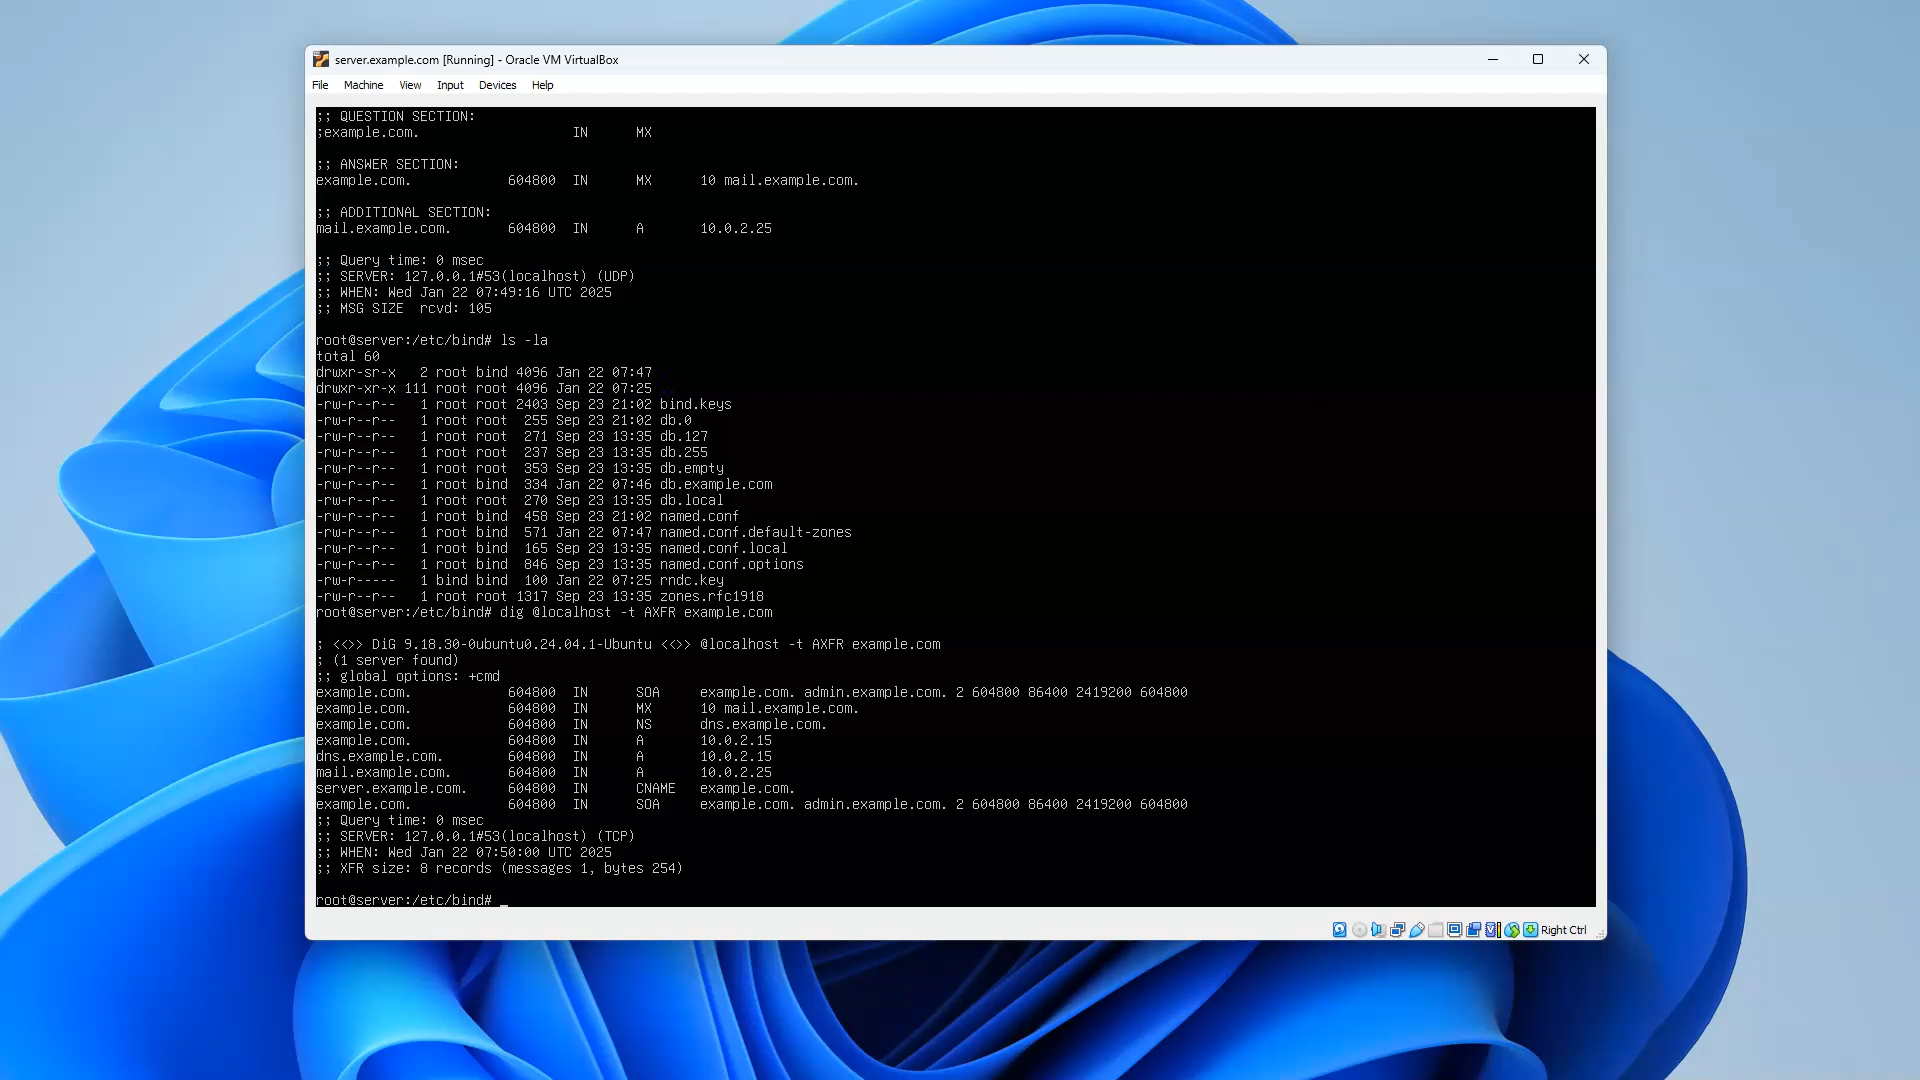 server.example.com [Running] - Oracle VM VirtualBox
File Machine View Input Devices Help
;; QUESTION SECTION:
;example.com. IN MX
;; ANSWER SECTION:
example.com. 604800 IN MX 10 mail.example.com.
;; ADDITIONAL SECTION:
mail.example.com. 604800 IN A 10.0.2.25
;; Query time: 0 msec
;; SERVER: 127.0.0.1#53(localhost) (UDP)
;; WHEN: Wed Jan 22 07:49:16 UTC 2025
;; MSG SIZE rcvd: 105
root@server:/etc/bind# ls -la
total 60
drwxr-sr-x 2 root bind 4096 Jan 22 07:47 .
drwxr-xr-x 111 root root 4096 Jan 22 07:25 ..
-rw-r--r-- 1 root root 2403 Sep 23 21:02 bind.keys
-rw-r--r-- 1 root root 255 Sep 23 21:02 db.0
-rw-r--r-- 1 root root 271 Sep 23 13:35 db.127
-rw-r--r-- 1 root root 237 Sep 23 13:35 db.255
-rw-r--r-- 1 root root 353 Sep 23 13:35 db.empty
-rw-r--r-- 1 root bind 334 Jan 22 07:46 db.example.com
-rw-r--r-- 1 root root 270 Sep 23 13:35 db.local
-rw-r--r-- 1 root bind 458 Sep 23 21:02 named.conf
-rw-r--r-- 1 root bind 571 Jan 22 07:47 named.conf.default-zones
-rw-r--r-- 1 root bind 165 Sep 23 13:35 named.conf.local
-rw-r--r-- 1 root bind 846 Sep 23 13:35 named.conf.options
-rw-r----- 1 bind bind 100 Jan 22 07:25 rndc.key
-rw-r--r-- 1 root root 1317 Sep 23 13:35 zones.rfc1918
root@server:/etc/bind# dig @localhost -t AXFR example.com
; <<>> DiG 9.18.30-0ubuntu0.24.04.1-Ubuntu <<>> @localhost -t AXFR example.com
; (1 server found)
;; global options: +cmd
example.com. 604800 IN SOA example.com. admin.example.com. 2 604800 86400 2419200 604800
example.com. 604800 IN MX 10 mail.example.com.
example.com. 604800 IN NS dns.example.com.
example.com. 604800 IN A 10.0.2.15
dns.example.com. 604800 IN A 10.0.2.15
mail.example.com. 604800 IN A 10.0.2.25
server.example.com. 604800 IN CNAME example.com.
example.com. 604800 IN SOA example.com. admin.example.com. 2 604800 86400 2419200 604800
;; Query time: 0 msec
;; SERVER: 127.0.0.1#53(localhost) (TCP)
;; WHEN: Wed Jan 22 07:50:00 UTC 2025
;; XFR size: 8 records (messages 1, bytes 254)
root@server:/etc/bind# _
Right Ctrl